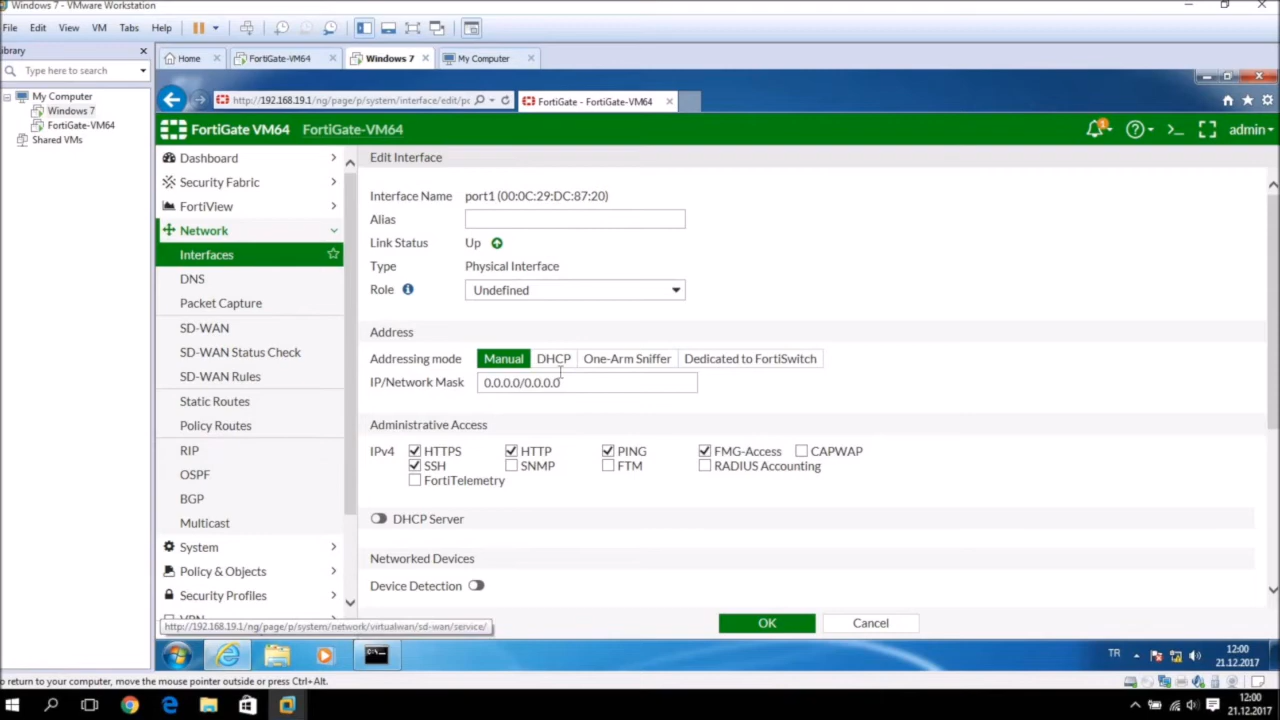 Windows 7 - VMware Workstation
File Edit View VM Tabs Help
ibrary
Type here to search
My Computer
Windows 7
FortiGate-VM64
Shared VMs
Home FortiGate-VM64 Windows 7 My Computer
http://192.168.19.1/ng/page/p/system/interface/edit/pc FortiGate - FortiGate-VM64
FortiGate VM64 FortiGate-VM64 1 admin
Dashboard
Security Fabric
FortiView
Network
Interfaces
DNS
Packet Capture
SD-WAN
SD-WAN Status Check
SD-WAN Rules
Static Routes
Policy Routes
RIP
OSPF
BGP
Multicast
System
Policy & Objects
Security Profiles
VPN
http://192.168.19.1/ng/page/p/system/network/virtualwan/sd-wan/service/
Edit Interface
Interface Name port1 (00:0C:29:DC:87:20)
Alias
Link Status Up
Type Physical Interface
Role Undefined
Address
Addressing mode Manual DHCP One-Arm Sniffer Dedicated to FortiSwitch
IP/Network Mask 0.0.0.0/0.0.0.0
Administrative Access
IPv4 HTTPS HTTP PING FMG-Access CAPWAP
SSH SNMP FTM RADIUS Accounting
FortiTelemetry
DHCP Server
Networked Devices
Device Detection
OK Cancel
TR 12:00
21.12.2017
o return to your computer, move the mouse pointer outside or press Ctrl+Alt.
12:00
21.12.2017